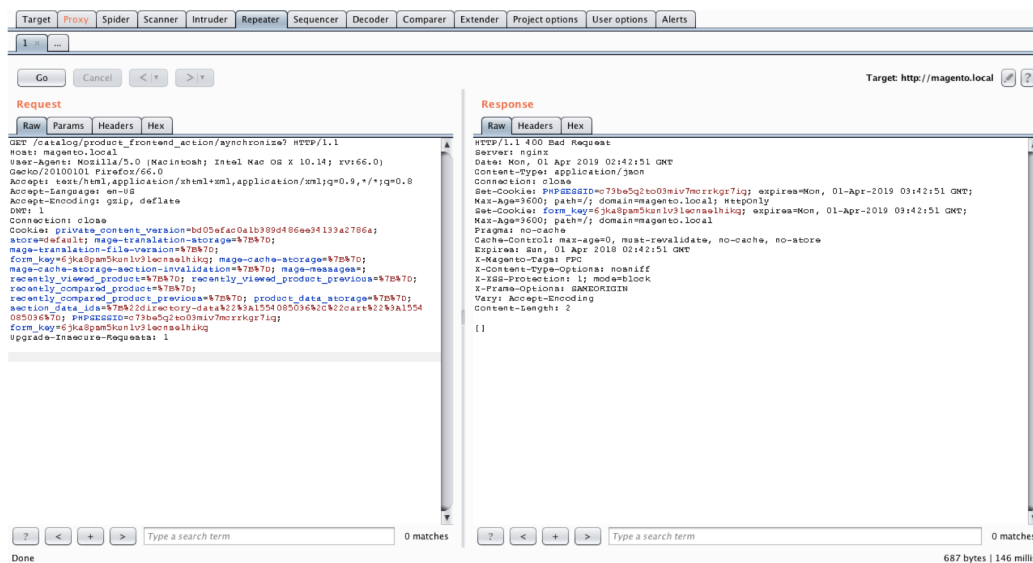 Target Proxy Spider Scanner Intruder Repeater Sequencer Decoder Comparer Extender Project options User options Alerts
1 × ...
Go Cancel < > Target: http://magento.local ?
Request
Raw Params Headers Hex
GET /catalog/product_frontend_action/synchronize? HTTP/1.1
Host: magento.local
User-Agent: Mozilla/5.0 (Macintosh; Intel Mac OS X 10.14; rv:66.0)
Gecko/20100101 Firefox/66.0
Accept: text/html,application/xhtml+xml,application/xml;q=0.9,*/*;q=0.8
Accept-Language: en-US
Accept-Encoding: gzip, deflate
DNT: 1
Connection: close
Cookie: private_content_version=bd05efac0a1b389d486ee34133a2786a;
store=default; mage-translation-storage=%7B%7D;
mage-translation-file-version=%7B%7D;
form_key=6jka8psm5kunlv3lecnselhikq; mage-cache-storage=%7B%7D;
mage-cache-storage-section-invalidation=%7B%7D; mage-messages=;
recently_viewed_product=%7B%7D; recently_viewed_product_previous=%7B%7D;
recently_compared_product=%7B%7D;
recently_compared_product_previous=%7B%7D; product_data_storage=%7B%7D;
section_data_ids=%7B%22directory-data%22%3A1554085096%2C%22cart%22%3A1554
085096%7D; PHPSESSID=c73be5q2to03miv7mcrrkgr7iq;
form_key=6jka8psm5kunlv3lecnselhikq
Upgrade-Insecure-Requests: 1
? < + > Type a search term 0 matches
Done
Response
Raw Headers Hex
HTTP/1.1 400 Bad Request
Server: nginx
Date: Mon, 01 Apr 2019 02:42:51 GMT
Content-Type: application/json
Connection: close
Set-Cookie: PHPSESSID=c73be5q2to03miv7mcrrkgr7iq; expires=Mon, 01-Apr-2019 03:42:51 GMT;
Max-Age=3600; path=/; domain=magento.local; HttpOnly
Set-Cookie: form_key=6jka8psm5kunlv3lecnselhikq; expires=Mon, 01-Apr-2019 03:42:51 GMT;
Max-Age=3600; path=/; domain=magento.local
Pragma: no-cache
Cache-Control: max-age=0, must-revalidate, no-cache, no-store
Expires: Sun, 01 Apr 2018 02:42:51 GMT
X-Magento-Tags: FPC
X-Content-Type-Options: nosniff
X-XSS-Protection: 1; mode=block
X-Frame-Options: SAMEORIGIN
Vary: Accept-Encoding
Content-Length: 2
[]
? < + > Type a search term 0 matches
687 bytes | 146 milli